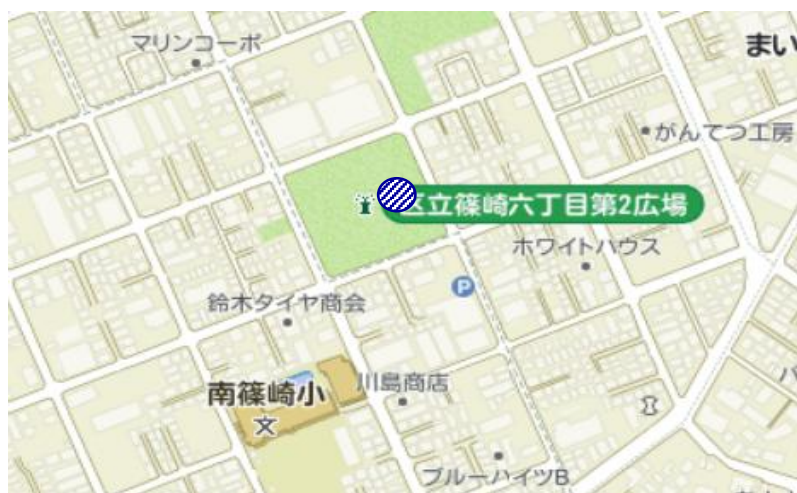 マリンコーポ
まい
がんてつ工房
区立篠崎六丁目第2広場
ホワイトハウス
P
鈴木タイヤ商会
川島商店
南篠崎小
文
ブルーハイツB